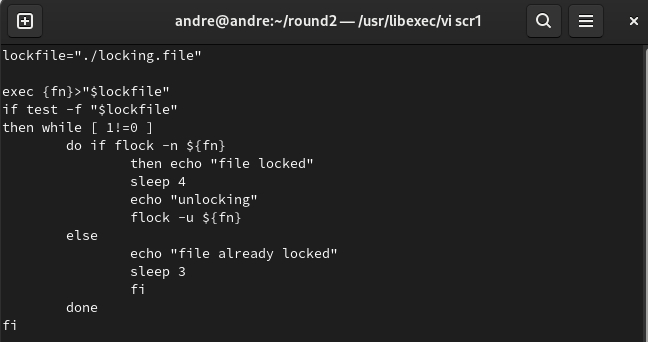 andre@andre:~/round2 — /usr/libexec/vi scr1
lockfile="./locking.file"

exec {fn}>"$lockfile"
if test -f "$lockfile"
then while [ 1!=0 ]
        do if flock -n ${fn}
                then echo "file locked"
                sleep 4
                echo "unlocking"
                flock -u ${fn}
        else
                echo "file already locked"
                sleep 3
                fi
        done
fi